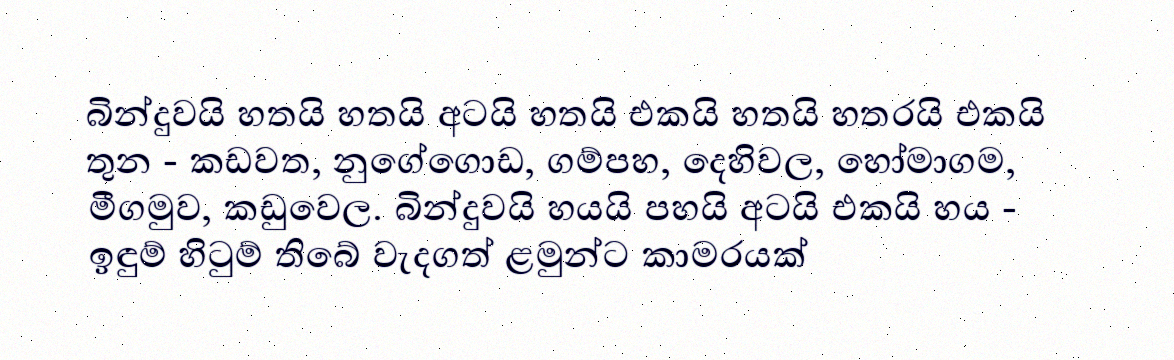 බින්දුවයි හතයි හතයි අටයි හතයි එකයි හතයි හතරයි එකයි
තුන - කඩවත, නුගේගොඩ, ගම්පහ, දෙහිවල, හෝමාගම,
මීගමුව, කඩුවෙල. බින්දුවයි හයයි පහයි අටයි එකයි හය -
ඉඳුම් හිටුම් තිබේ වැදගත් ළමුන්ට කාමරයක්